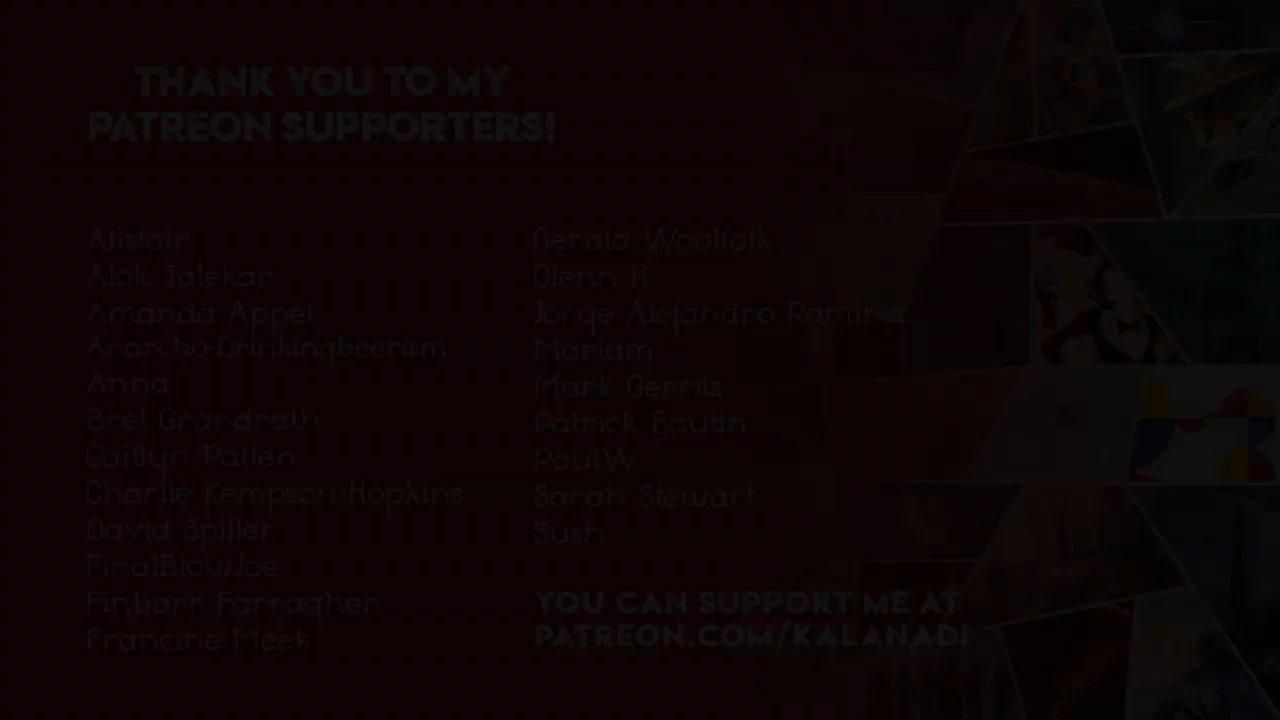 THANK YOU TO MY
PATREON SUPPORTERS!
Alistair
Alok Talekar
Amanda Appel
Anarcho-Drinkingbeerism
Anna
Bret Grandrath
Caitlyn Patten
Charlie Kempson-Hopkins
David Spiller
FinalBlowJoe
Finbarr Farragher
Francine Meek
Gerald Woolfolk
Glenn H.
Jorge Alejandro Ramirez
Mariam
Mark Gerrits
Patrick Boutin
PaulW
Sarah Stewart
Sush
YOU CAN SUPPORT ME AT
PATREON.COM/KALANADI